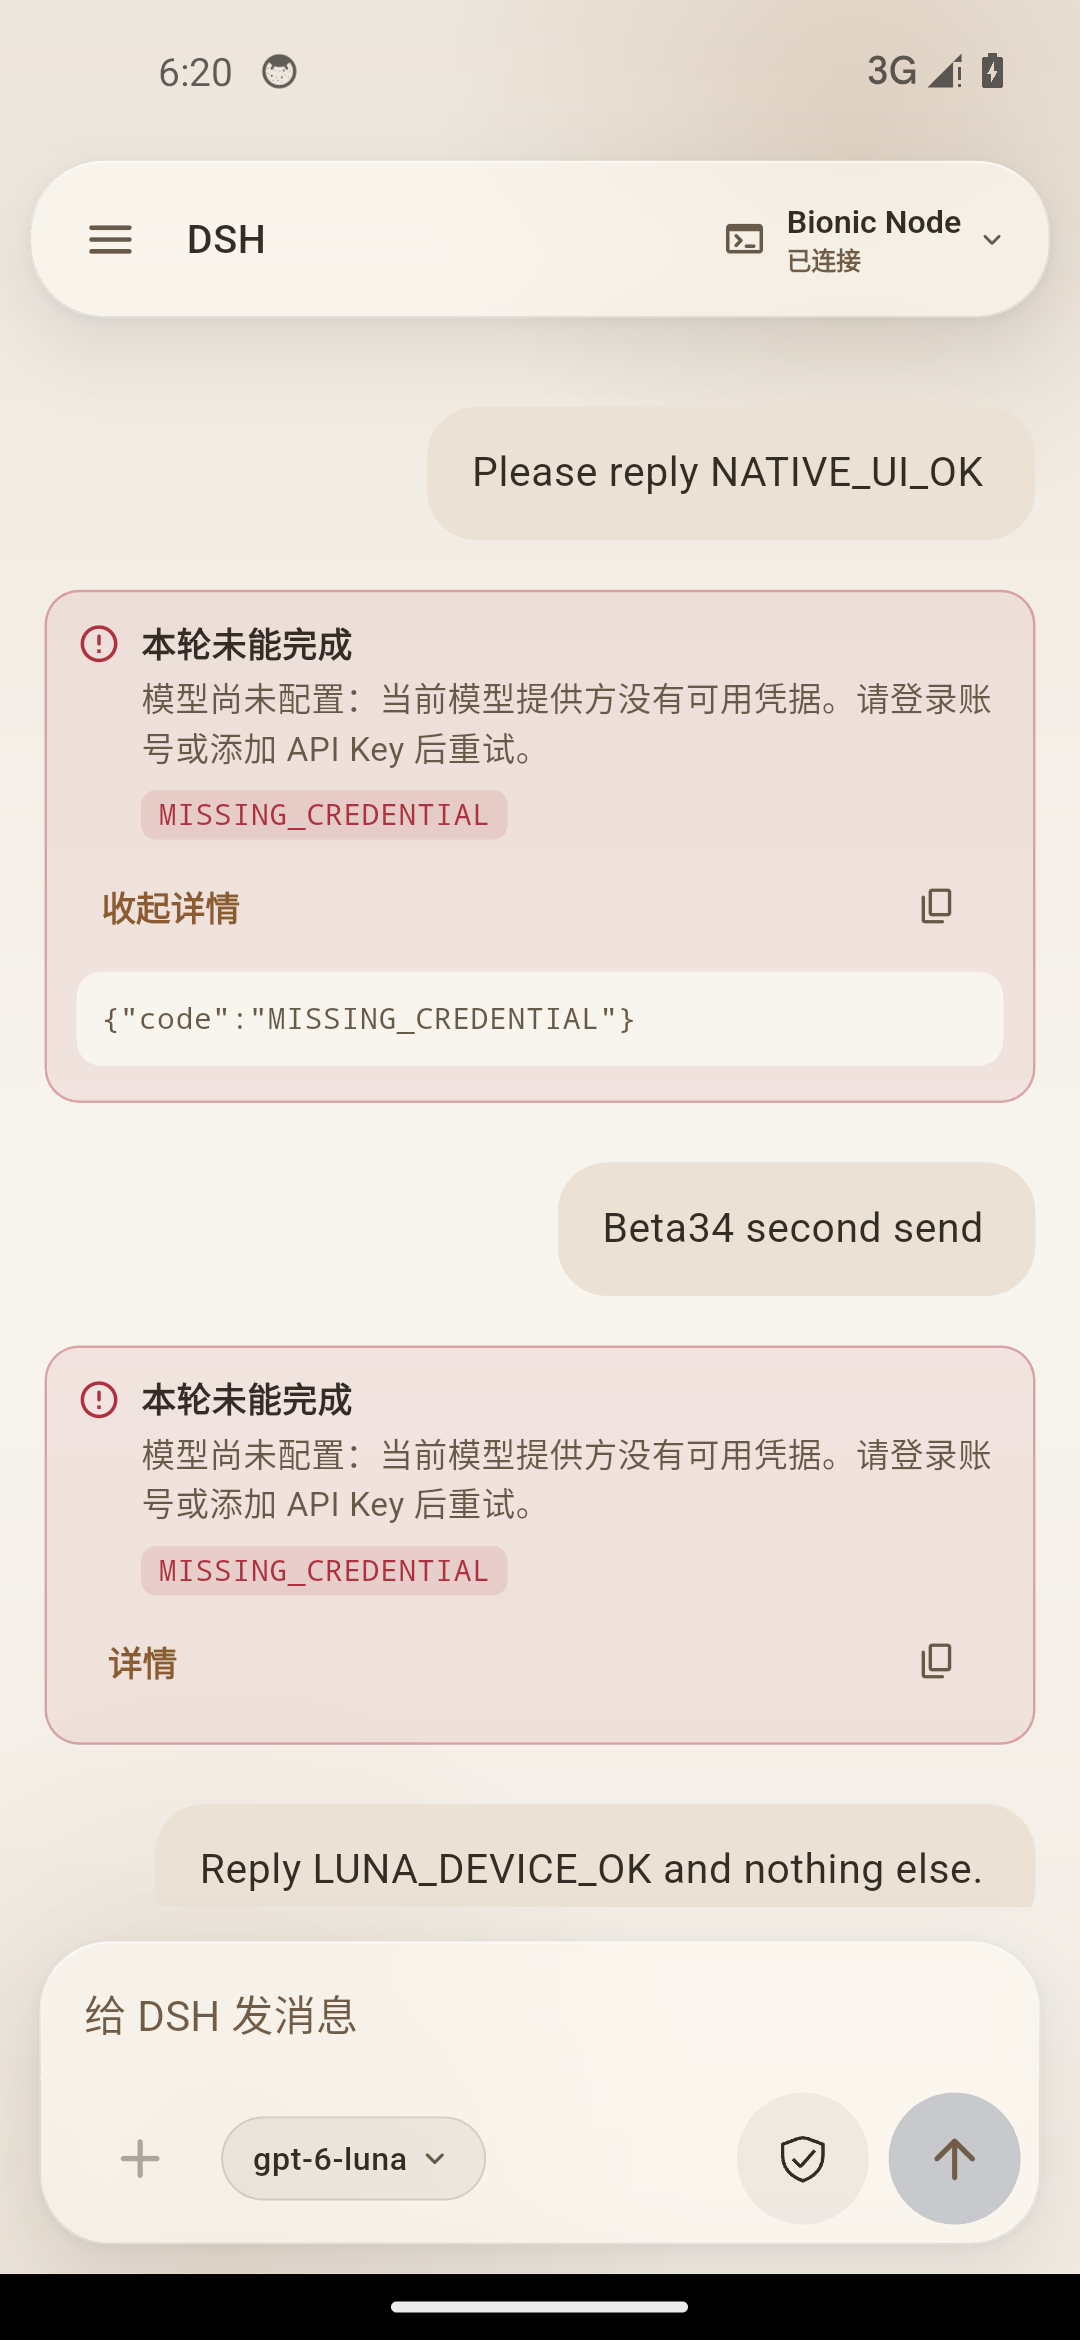 6:20
3G
DSH
Bionic Node
已连接
Please reply NATIVE_UI_OK
本轮未能完成
模型尚未配置：当前模型提供方没有可用凭据。请登录账
号或添加 API Key 后重试。
MISSING_CREDENTIAL
收起详情
{"code":"MISSING_CREDENTIAL"}
Beta34 second send
本轮未能完成
模型尚未配置：当前模型提供方没有可用凭据。请登录账
号或添加 API Key 后重试。
MISSING_CREDENTIAL
详情
Reply LUNA_DEVICE_OK and nothing else.
给 DSH 发消息
gpt-6-luna